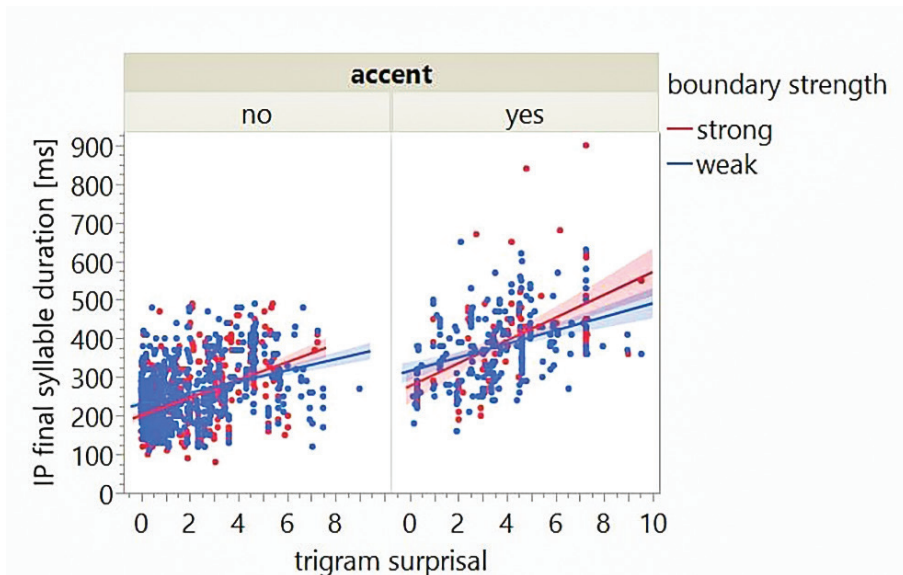 accent
no yes
boundary strength
strong
weak
IP final syllable duration [ms]
900
800
700
600
500
400
300
200
100
0
0 2 4 6 8 0 2 4 6 8 10
trigram surprisal